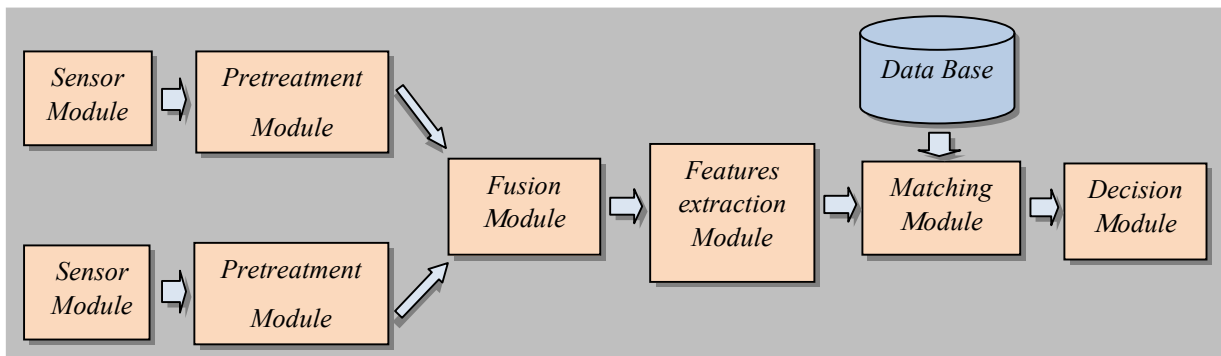 Sensor
Module
Pretreatment
Module
Data Base
Fusion
Module
Features
extraction
Module
Matching
Module
Decision
Module
Sensor
Module
Pretreatment
Module